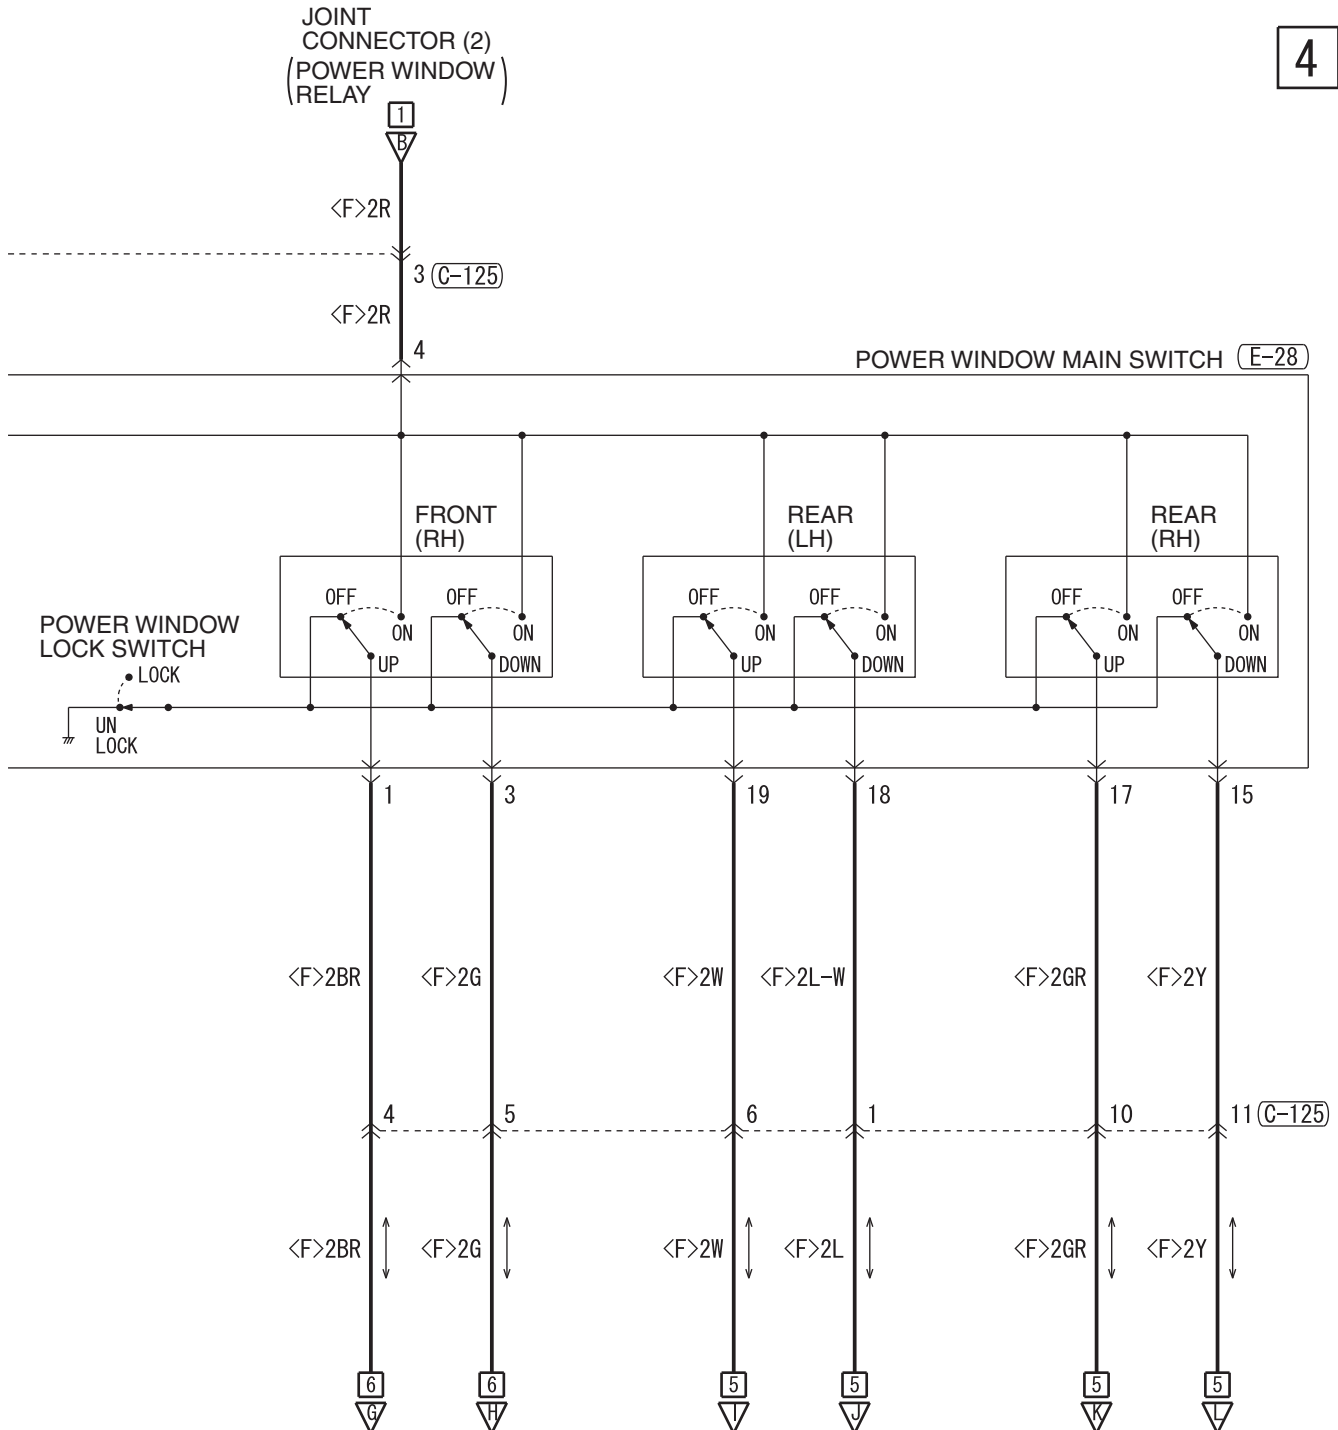 JOINT
CONNECTOR (2)
(POWER WINDOW
RELAY)
4
1
B
<F>2R
3 (C-125)
<F>2R
4
POWER WINDOW MAIN SWITCH (E-28)
FRONT
(RH)
REAR
(LH)
REAR
(RH)
OFF OFF OFF OFF OFF OFF
ON ON ON ON ON ON
UP DOWN UP DOWN UP DOWN
POWER WINDOW
LOCK SWITCH
LOCK
UN
LOCK
1 3 19 18 17 15
<F>2BR <F>2G <F>2W <F>2L-W <F>2GR <F>2Y
4 5 6 1 10 11 (C-125)
<F>2BR <F>2G <F>2W <F>2L <F>2GR <F>2Y
6 6 5 5 5 5
G H I J K L